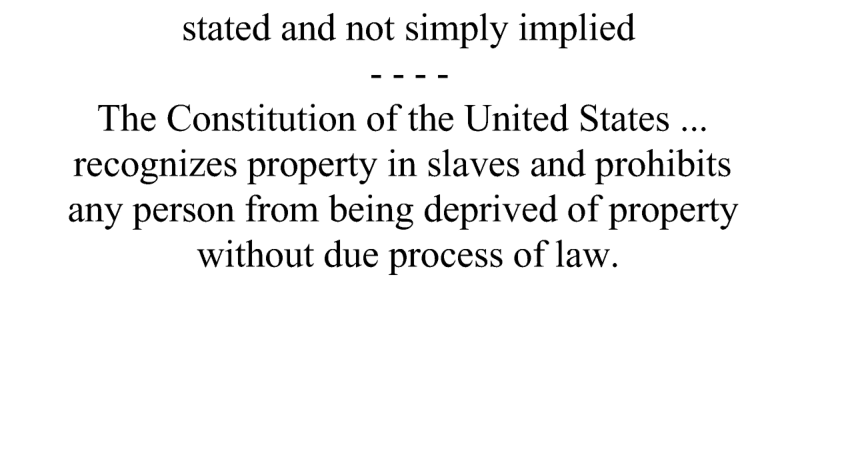 stated and not simply implied
- - - -
The Constitution of the United States ...
recognizes property in slaves and prohibits
any person from being deprived of property
without due process of law.